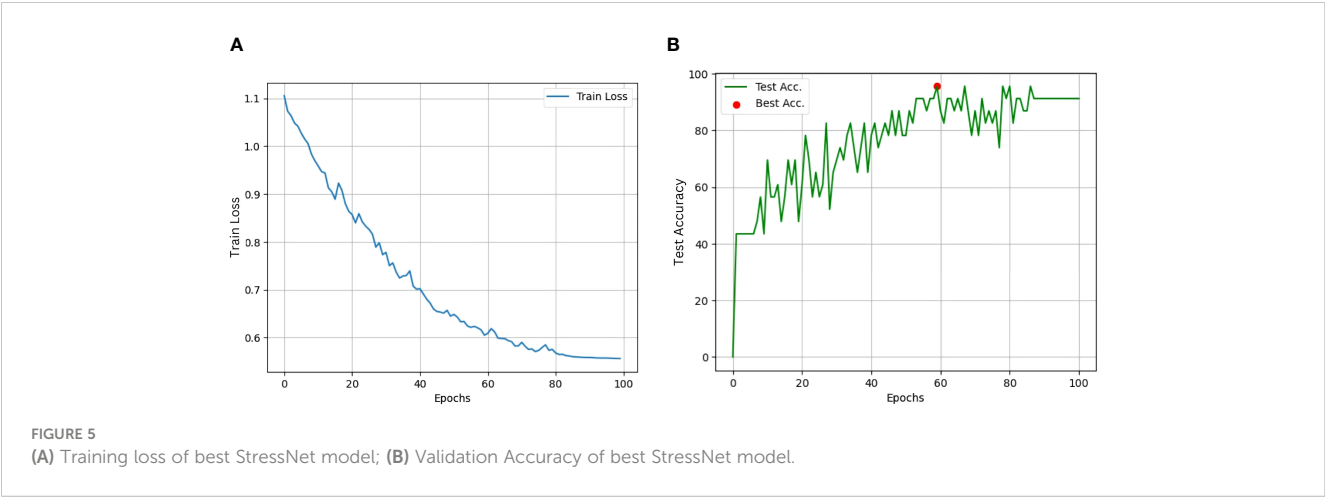 A
B
Train Loss
1.1
1.0
0.9
0.8
0.7
0.6
Train Loss
0
20
40
60
80
100
Epochs
Test Acc.
Best Acc.
100
80
60
40
20
0
Test Accuracy
0
20
40
60
80
100
Epochs
FIGURE 5
(A) Training loss of best StressNet model; (B) Validation Accuracy of best StressNet model.